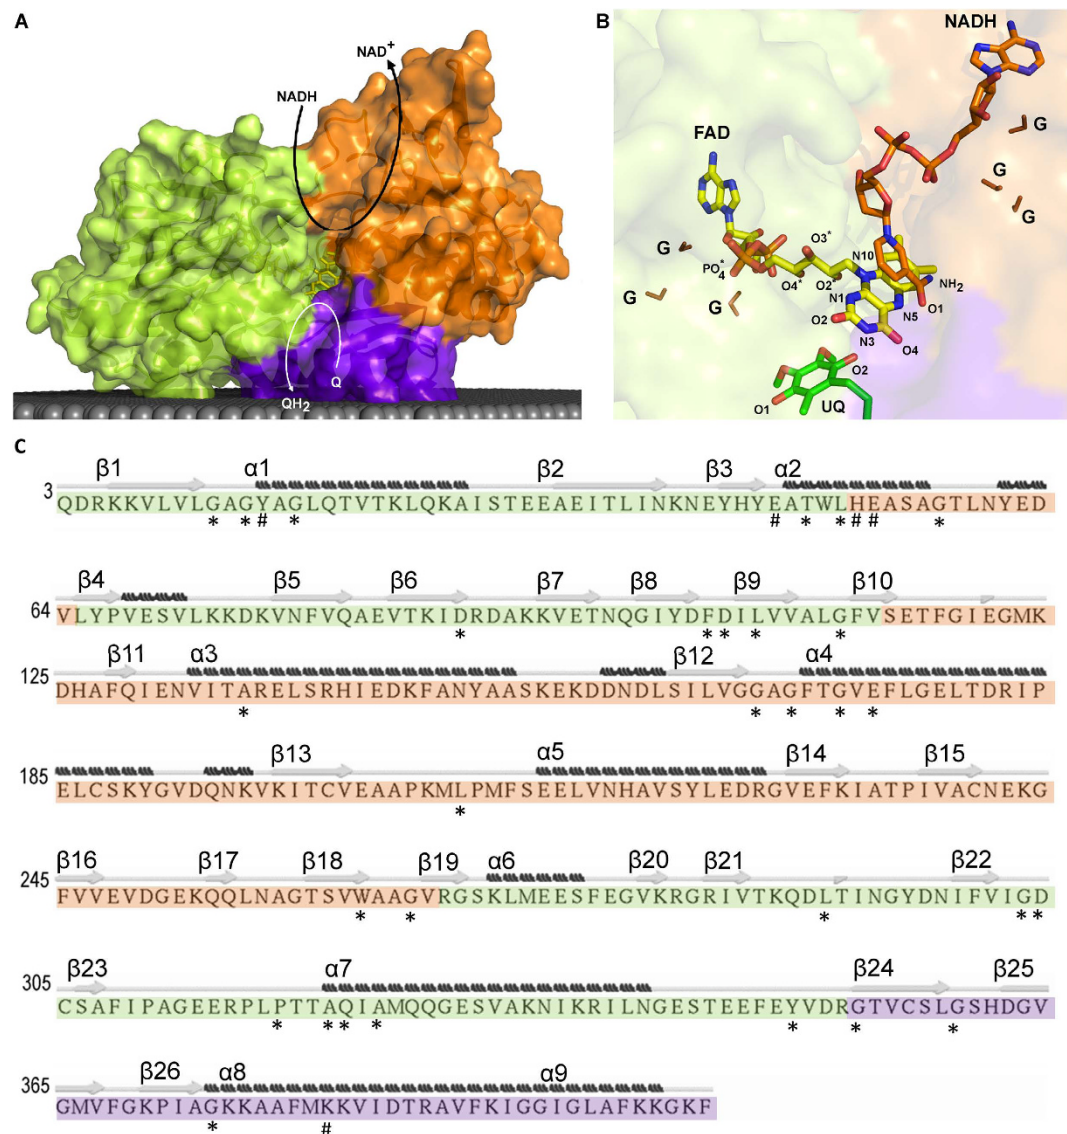 A
NAD+
NADH
Q
QH2
B
NADH
G
FAD
G
G
O3*
G
N10
PO4*
O4*
O2*
NH2
G
G
N1
N5
O1
O2
N3
O4
O2
O1
UQ
C
β1 α1 β2 β3 α2
3 QDRKKVLVLGAGYAGLQTVTKLQKAISTEEAEITLINKNEYHYEATWLHEASAGTLNYED
* * # * # * * # # *
β4 β5 β6 β7 β8 β9 β10
64 VLYPVESVLKKDKVNFVQAEVTKIDRDAKKVETNQGIYDFDILVVALGFVSETFGIEGMK
* * * * *
β11 α3 β12 α4
125 DHAFQIENVITARELSRHIEDKFANYAASKEKDDNDLSILVGGAGFTGVEFLGELTDRIP
* * * * *
β13 α5 β14 β15
185 ELCSKYGVDQNKVKITCVEAAPKMLPMFSEELVNHAVSYLEDRGVEFKIATPIVACNEKG
*
β16 β17 β18 β19 α6 β20 β21 β22
245 FVVEVDGEKQQLNAGTSVWAAGVRGSKLMEESFEGVKRGRIVTKQDLTINGYDNIFVIGD
* * * * *
β23 α7 β24 β25
305 CSAFIPAGEERPLPTTAQIAMQQGESVAKNIKRILNGESTEEFEYVDRGTVCSLGSHDGV
* * * * * * *
β26 α8 α9
365 GMVFGKPIAGKKAAFMKKVIDTRAVFKIGGIGLAFKKGKF
* #